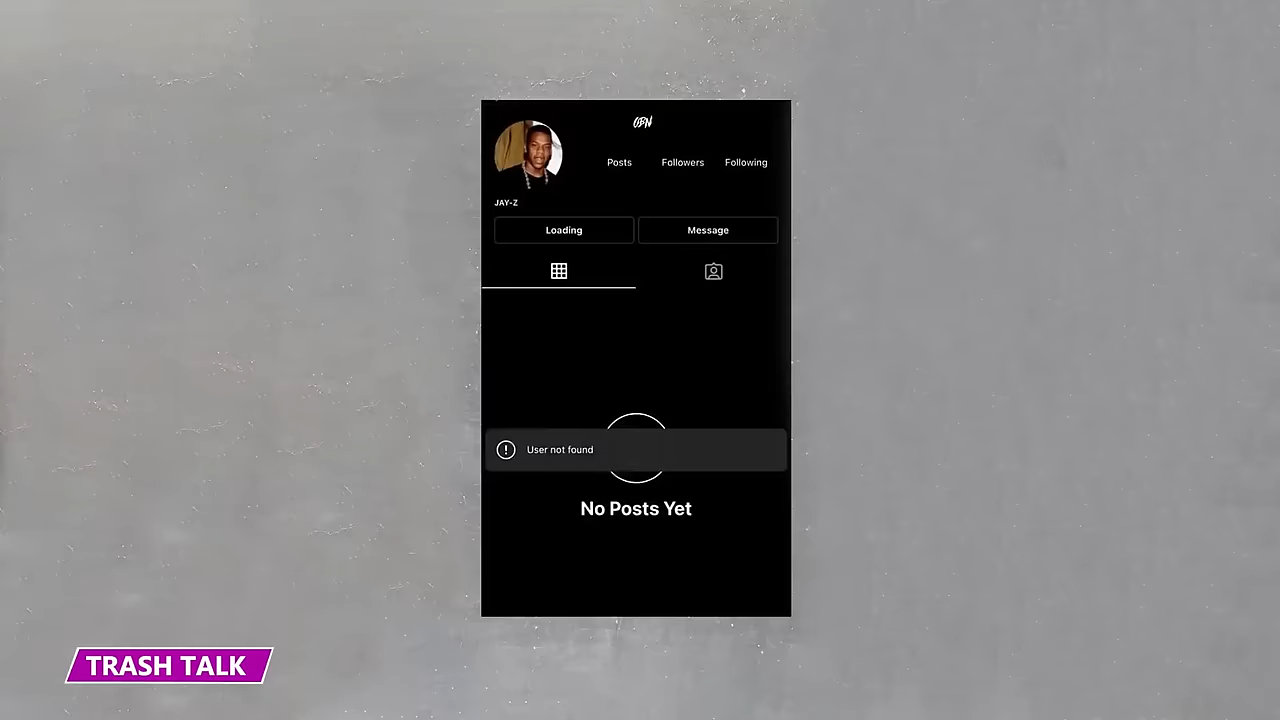 Posts Followers Following
JAY-Z
Loading Message
User not found
No Posts Yet
TRASH TALK